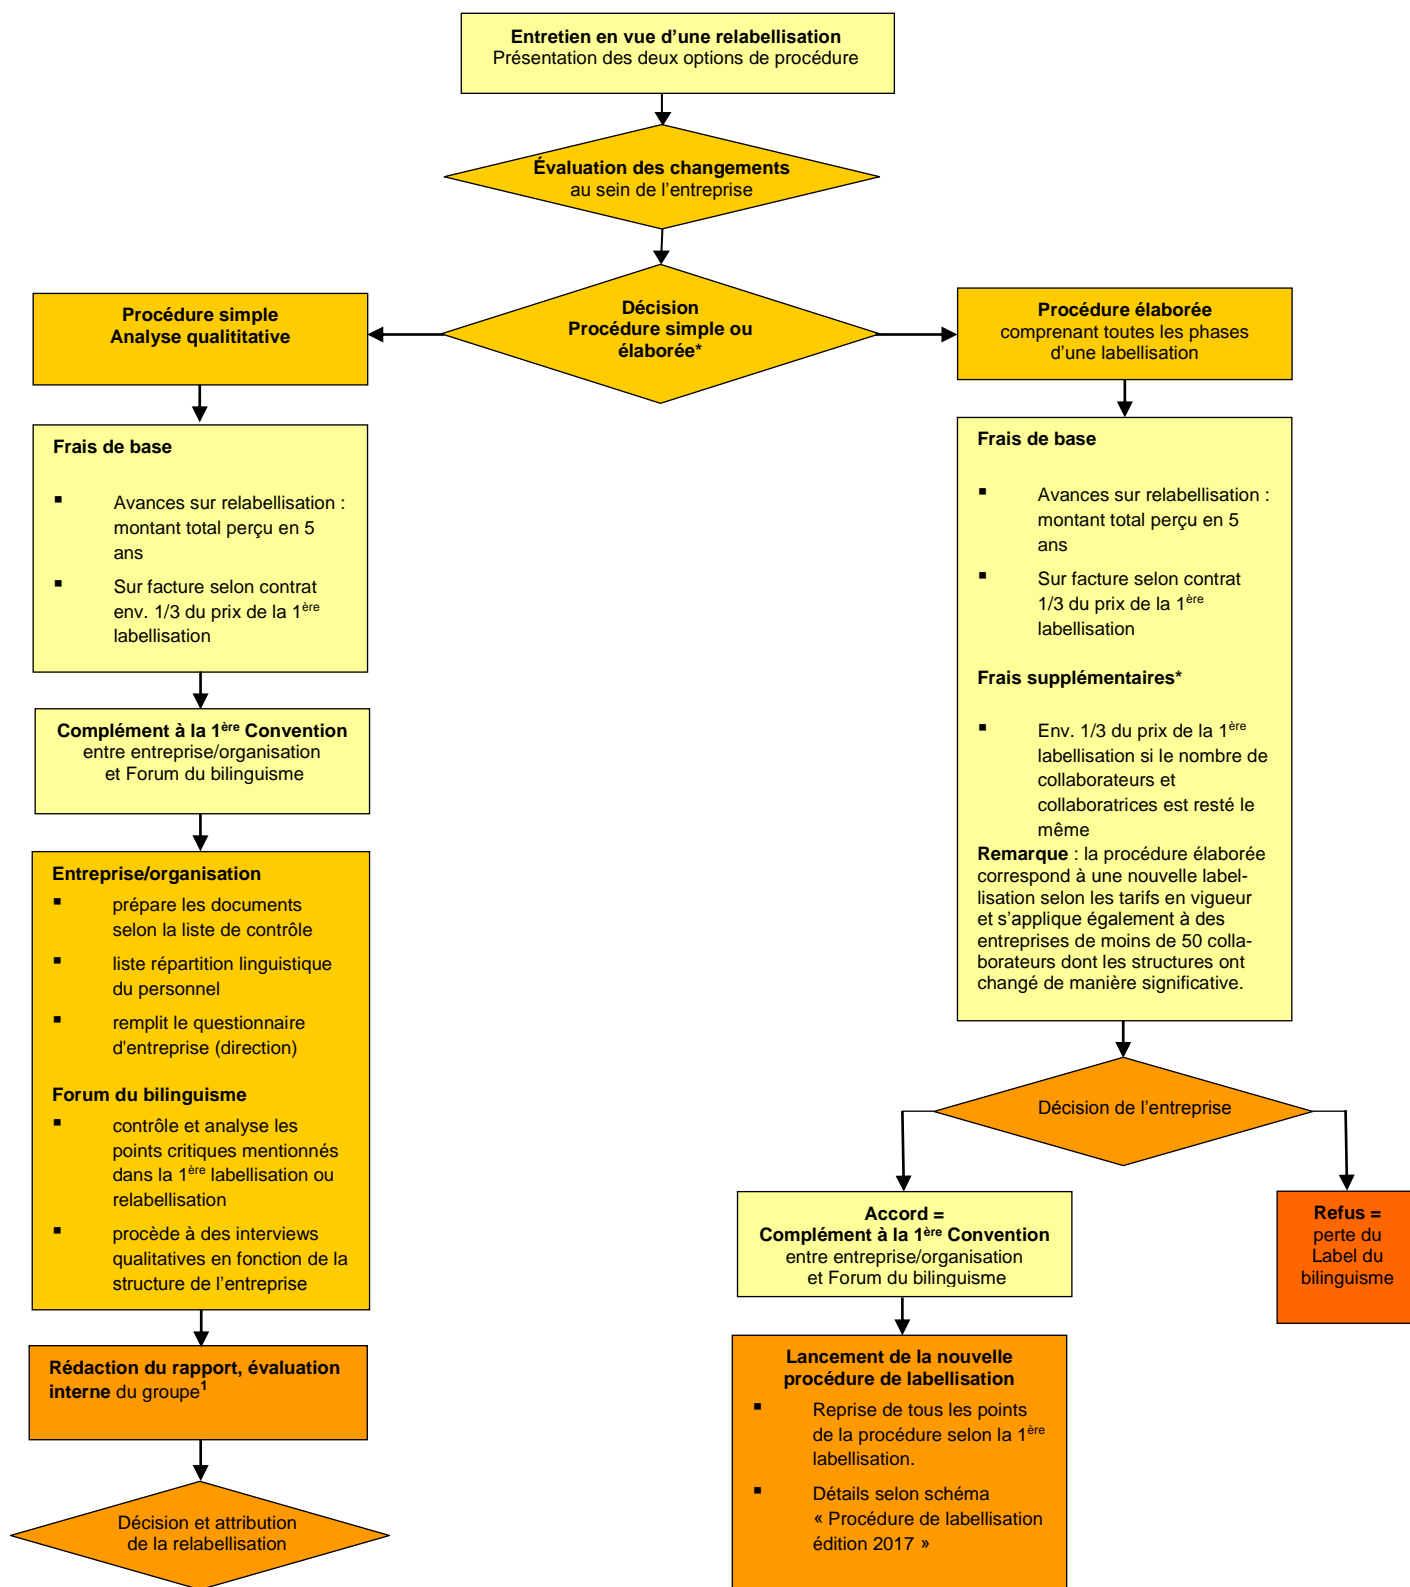 Entretien en vue d’une relabellisation
Présentation des deux options de procédure
Évaluation des changements
au sein de l’entreprise
Décision
Procédure simple ou
élaborée*
Procédure simple
Analyse qualititative
Frais de base
▪ Avances sur relabellisation :
montant total perçu en 5
ans
▪ Sur facture selon contrat
env. 1/3 du prix de la 1ère
labellisation
Complément à la 1ère Convention
entre entreprise/organisation
et Forum du bilinguisme
Entreprise/organisation
▪ prépare les documents
selon la liste de contrôle
▪ liste répartition linguistique
du personnel
▪ remplit le questionnaire
d'entreprise (direction)
Forum du bilinguisme
▪ contrôle et analyse les
points critiques mentionnés
dans la 1ère labellisation ou
relabellisation
▪ procède à des interviews
qualitatives en fonction de la
structure de l’entreprise
Rédaction du rapport, évaluation
interne du groupe1
Décision et attribution
de la relabellisation
Procédure élaborée
comprenant toutes les phases
d’une labellisation
Frais de base
▪ Avances sur relabellisation :
montant total perçu en 5
ans
▪ Sur facture selon contrat
1/3 du prix de la 1ère
labellisation
Frais supplémentaires*
▪ Env. 1/3 du prix de la 1ère
labellisation si le nombre de
collaborateurs et
collaboratrices est resté le
même
Remarque : la procédure élaborée
correspond à une nouvelle label-
lisation selon les tarifs en vigueur
et s’applique également à des
entreprises de moins de 50 colla-
borateurs dont les structures ont
changé de manière significative.
Décision de l’entreprise
Accord =
Complément à la 1ère Convention
entre entreprise/organisation
et Forum du bilinguisme
Refus =
perte du
Label du
bilinguisme
Lancement de la nouvelle
procédure de labellisation
▪ Reprise de tous les points
de la procédure selon la 1ère
labellisation.
▪ Détails selon schéma
« Procédure de labellisation
édition 2017 »